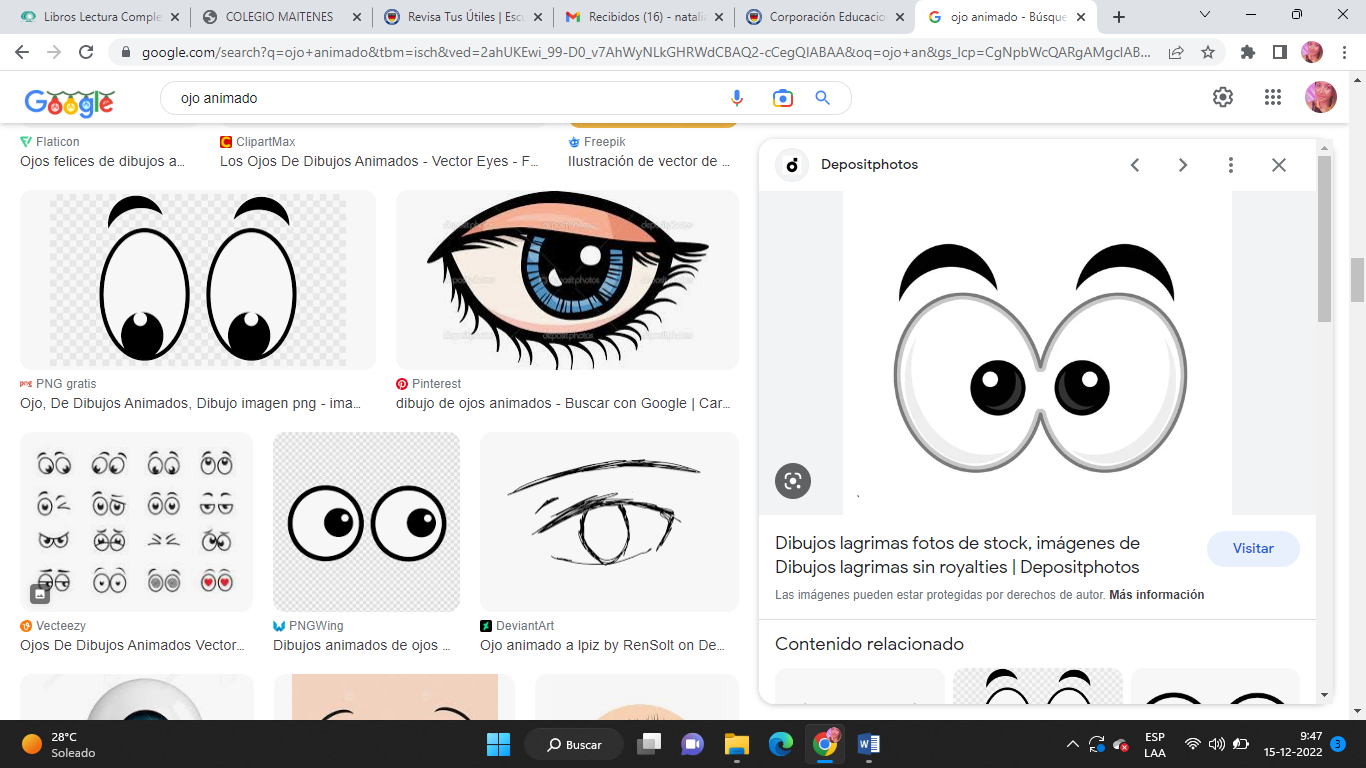 Libros Lectura Comple
COLEGIO MAITENES
Revisa Tus Útiles | Escu
Recibidos (16) - natali
Corporación Educacio
ojo animado - Búsque
google.com/search?q=ojo+animado&tbm=isch&ved=2ahUKEwi_99-D0_v7AhWyNLkGHRWdCBAQ2-cCegQIABAA&oq=ojo+an&gs_lcp=CgNpbWcQARgAMgcIAB...
Google
ojo animado
Flaticon
Ojos felices de dibujos a...
ClipartMax
Los Ojos De Dibujos Animados - Vector Eyes - F...
Freepik
Ilustración de vector de ...
PNG gratis
Ojo, De Dibujos Animados, Dibujo imagen png - ima...
depositphotos
Pinterest
dibujo de ojos animados - Buscar con Google | Car...
Vecteezy
Ojos De Dibujos Animados Vector...
PNGWing
Dibujos animados de ojos ...
DeviantArt
Ojo animado a lpiz by RenSolt on De...
Depositphotos
Dibujos lagrimas fotos de stock, imágenes de
Dibujos lagrimas sin royalties | Depositphotos
Visitar
Las imágenes pueden estar protegidas por derechos de autor. Más información
Contenido relacionado
28°C
Soleado
Buscar
ESP
LAA
9:47
15-12-2022
3